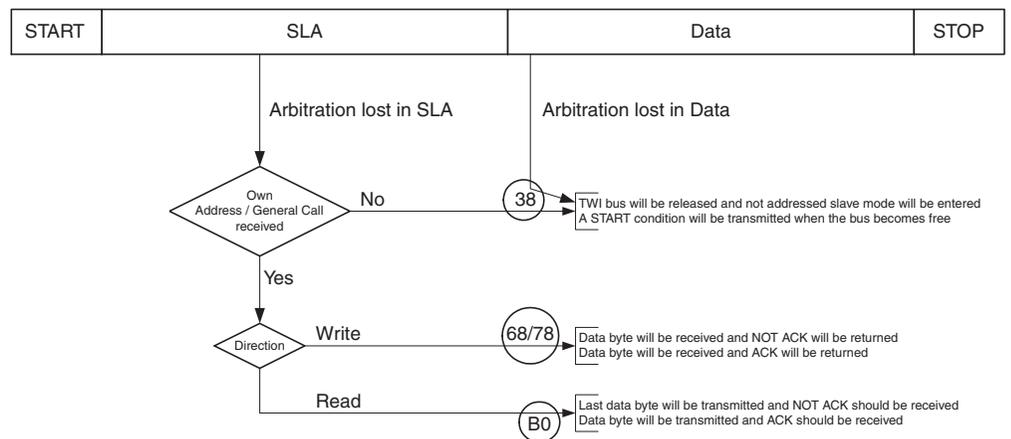 START SLA Data STOP
Arbitration lost in SLA Arbitration lost in Data
Own
Address / General Call
received
No 38
TWI bus will be released and not addressed slave mode will be entered
A START condition will be transmitted when the bus becomes free
Yes
Direction
Write 68/78
Data byte will be received and NOT ACK will be returned
Data byte will be received and ACK will be returned
Read B0
Last data byte will be transmitted and NOT ACK should be received
Data byte will be transmitted and ACK should be received